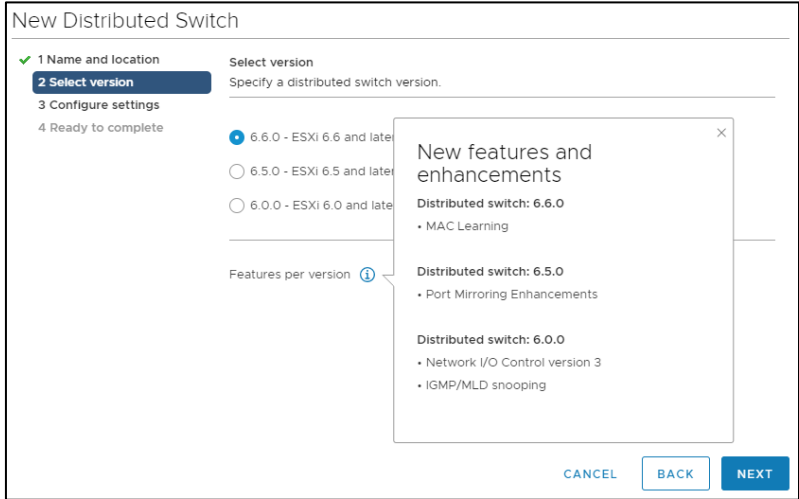 New Distributed Switch
1 Name and location
2 Select version
3 Configure settings
4 Ready to complete
Select version
Specify a distributed switch version.
6.6.0 - ESXi 6.6 and later
6.5.0 - ESXi 6.5 and later
6.0.0 - ESXi 6.0 and late
Features per version
New features and
enhancements
Distributed switch: 6.6.0
• MAC Learning
Distributed switch: 6.5.0
• Port Mirroring Enhancements
Distributed switch: 6.0.0
• Network I/O Control version 3
• IGMP/MLD snooping
CANCEL
BACK
NEXT